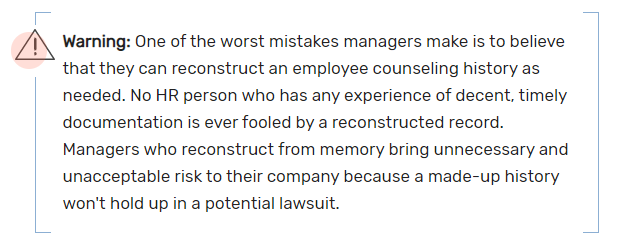 Warning: One of the worst mistakes managers make is to believe
that they can reconstruct an employee counseling history as
needed. No HR person who has any experience of decent, timely
documentation is ever fooled by a reconstructed record.
Managers who reconstruct from memory bring unnecessary and
unacceptable risk to their company because a made-up history
won't hold up in a potential lawsuit.